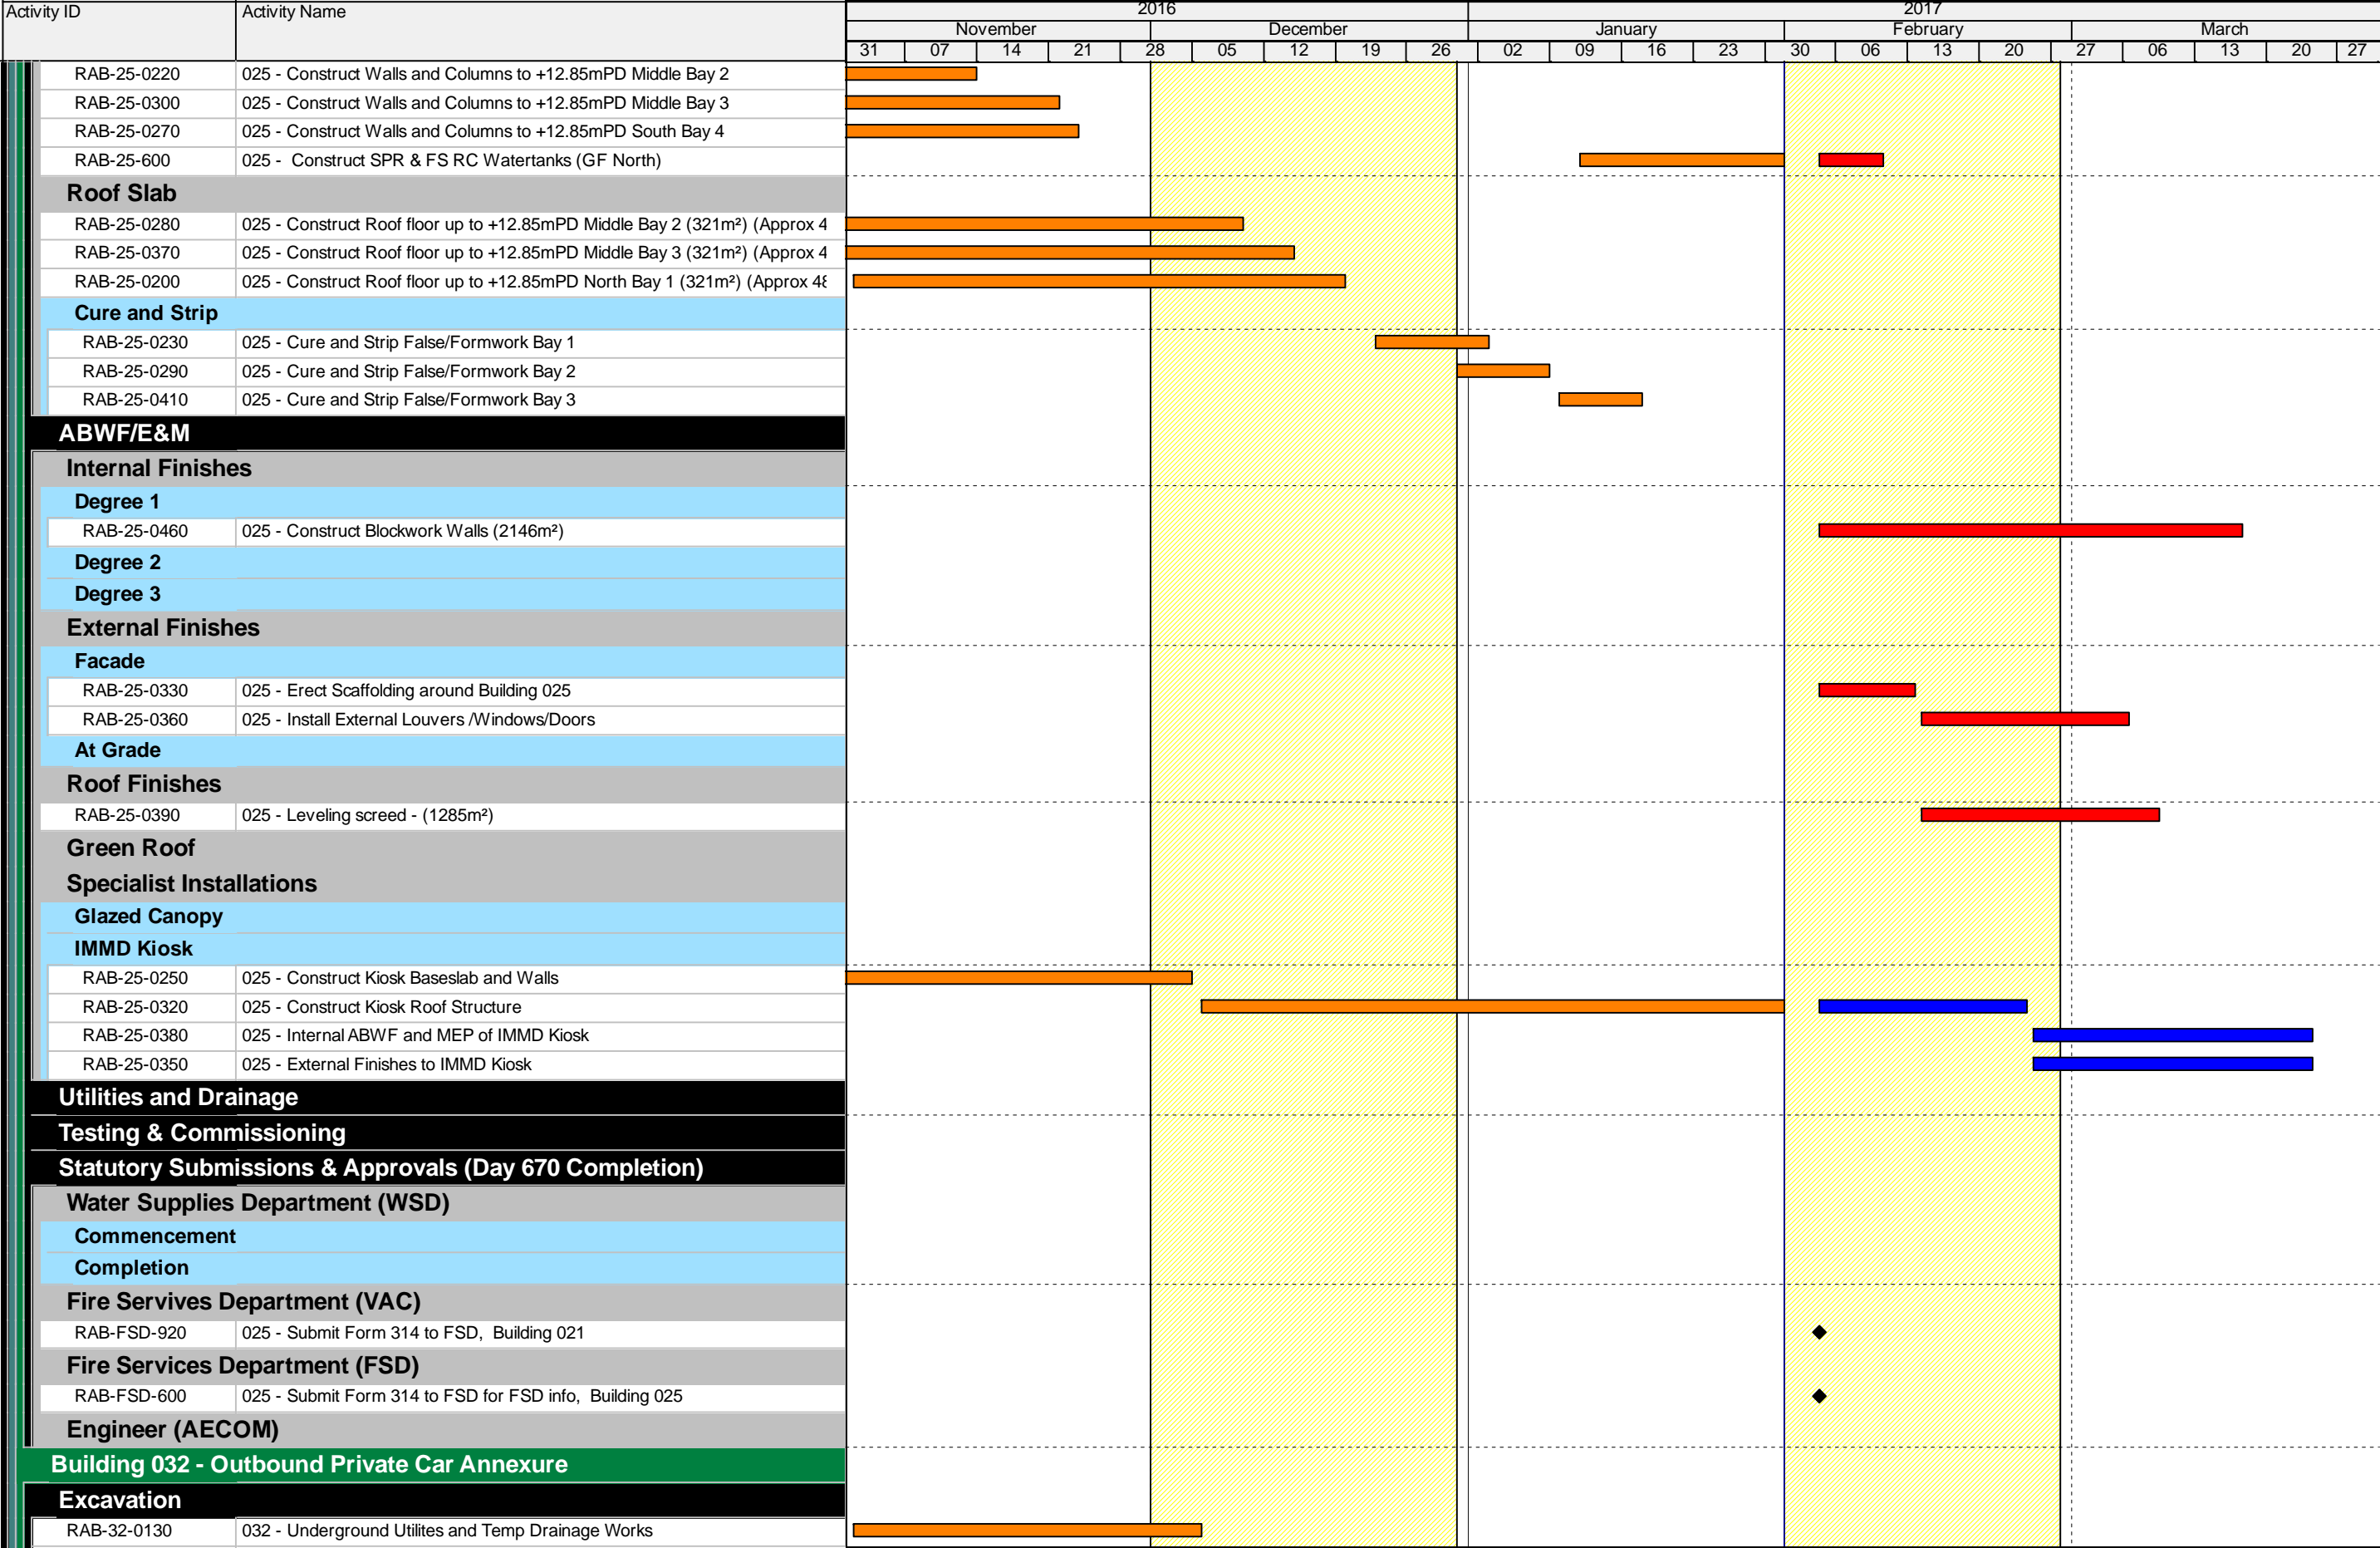 Activity ID Activity Name 2016 2017
November December January February March
31 07 14 21 28 05 12 19 26 02 09 16 23 30 06 13 20 27 06 13 20 27
RAB-25-0220 025 - Construct Walls and Columns to +12.85mPD Middle Bay 2
RAB-25-0300 025 - Construct Walls and Columns to +12.85mPD Middle Bay 3
RAB-25-0270 025 - Construct Walls and Columns to +12.85mPD South Bay 4
RAB-25-600 025 - Construct SPR & FS RC Watertanks (GF North)
Roof Slab
RAB-25-0280 025 - Construct Roof floor up to +12.85mPD Middle Bay 2 (321m²) (Approx 4
RAB-25-0370 025 - Construct Roof floor up to +12.85mPD Middle Bay 3 (321m²) (Approx 4
RAB-25-0200 025 - Construct Roof floor up to +12.85mPD North Bay 1 (321m²) (Approx 48
Cure and Strip
RAB-25-0230 025 - Cure and Strip False/Formwork Bay 1
RAB-25-0290 025 - Cure and Strip False/Formwork Bay 2
RAB-25-0410 025 - Cure and Strip False/Formwork Bay 3
ABWF/E&M
Internal Finishes
Degree 1
RAB-25-0460 025 - Construct Blockwork Walls (2146m²)
Degree 2
Degree 3
External Finishes
Facade
RAB-25-0330 025 - Erect Scaffolding around Building 025
RAB-25-0360 025 - Install External Louvers /Windows/Doors
At Grade
Roof Finishes
RAB-25-0390 025 - Leveling screed - (1285m²)
Green Roof
Specialist Installations
Glazed Canopy
IMMD Kiosk
RAB-25-0250 025 - Construct Kiosk Baseslab and Walls
RAB-25-0320 025 - Construct Kiosk Roof Structure
RAB-25-0380 025 - Internal ABWF and MEP of IMMD Kiosk
RAB-25-0350 025 - External Finishes to IMMD Kiosk
Utilities and Drainage
Testing & Commissioning
Statutory Submissions & Approvals (Day 670 Completion)
Water Supplies Department (WSD)
Commencement
Completion
Fire Servives Department (VAC)
RAB-FSD-920 025 - Submit Form 314 to FSD, Building 021
Fire Services Department (FSD)
RAB-FSD-600 025 - Submit Form 314 to FSD for FSD info, Building 025
Engineer (AECOM)
Building 032 - Outbound Private Car Annexure
Excavation
RAB-32-0130 032 - Underground Utilites and Temp Drainage Works